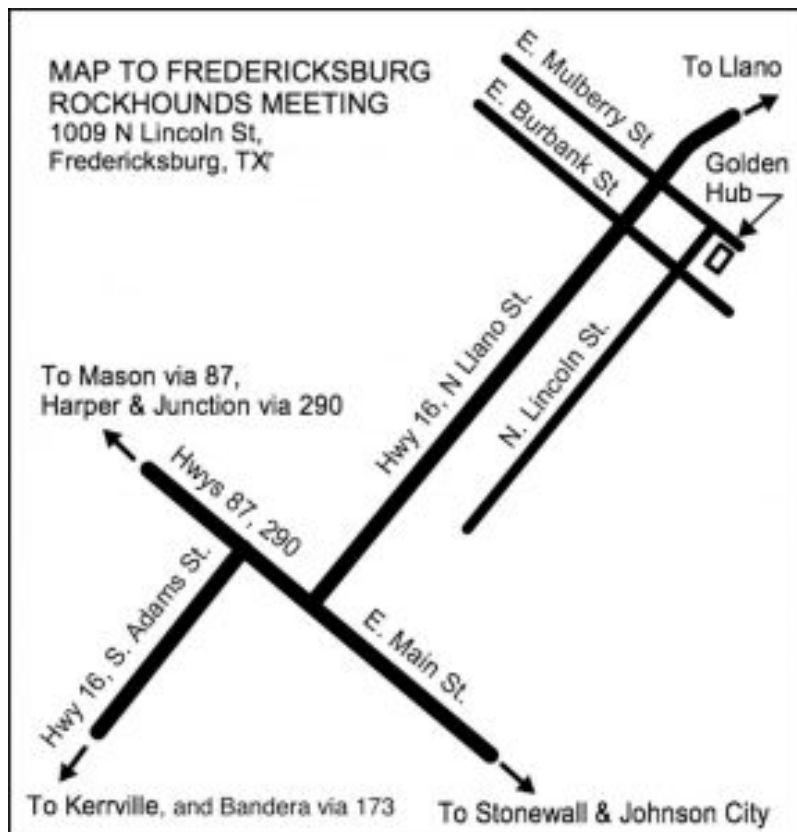 MAP TO FREDERICKSBURG
ROCKHOUNDS MEETING
1009 N Lincoln St,
Fredericksburg, TX
E. Mulberry St
E. Burbank St
To Llano
Golden
Hub
Hwy 16, N Llano St.
N. Lincoln St.
To Mason via 87,
Harper & Junction via 290
Hwys 87, 290
Hwy 16, S. Adams St.
E. Main St.
To Kerrville, and Bandera via 173
To Stonewall & Johnson City